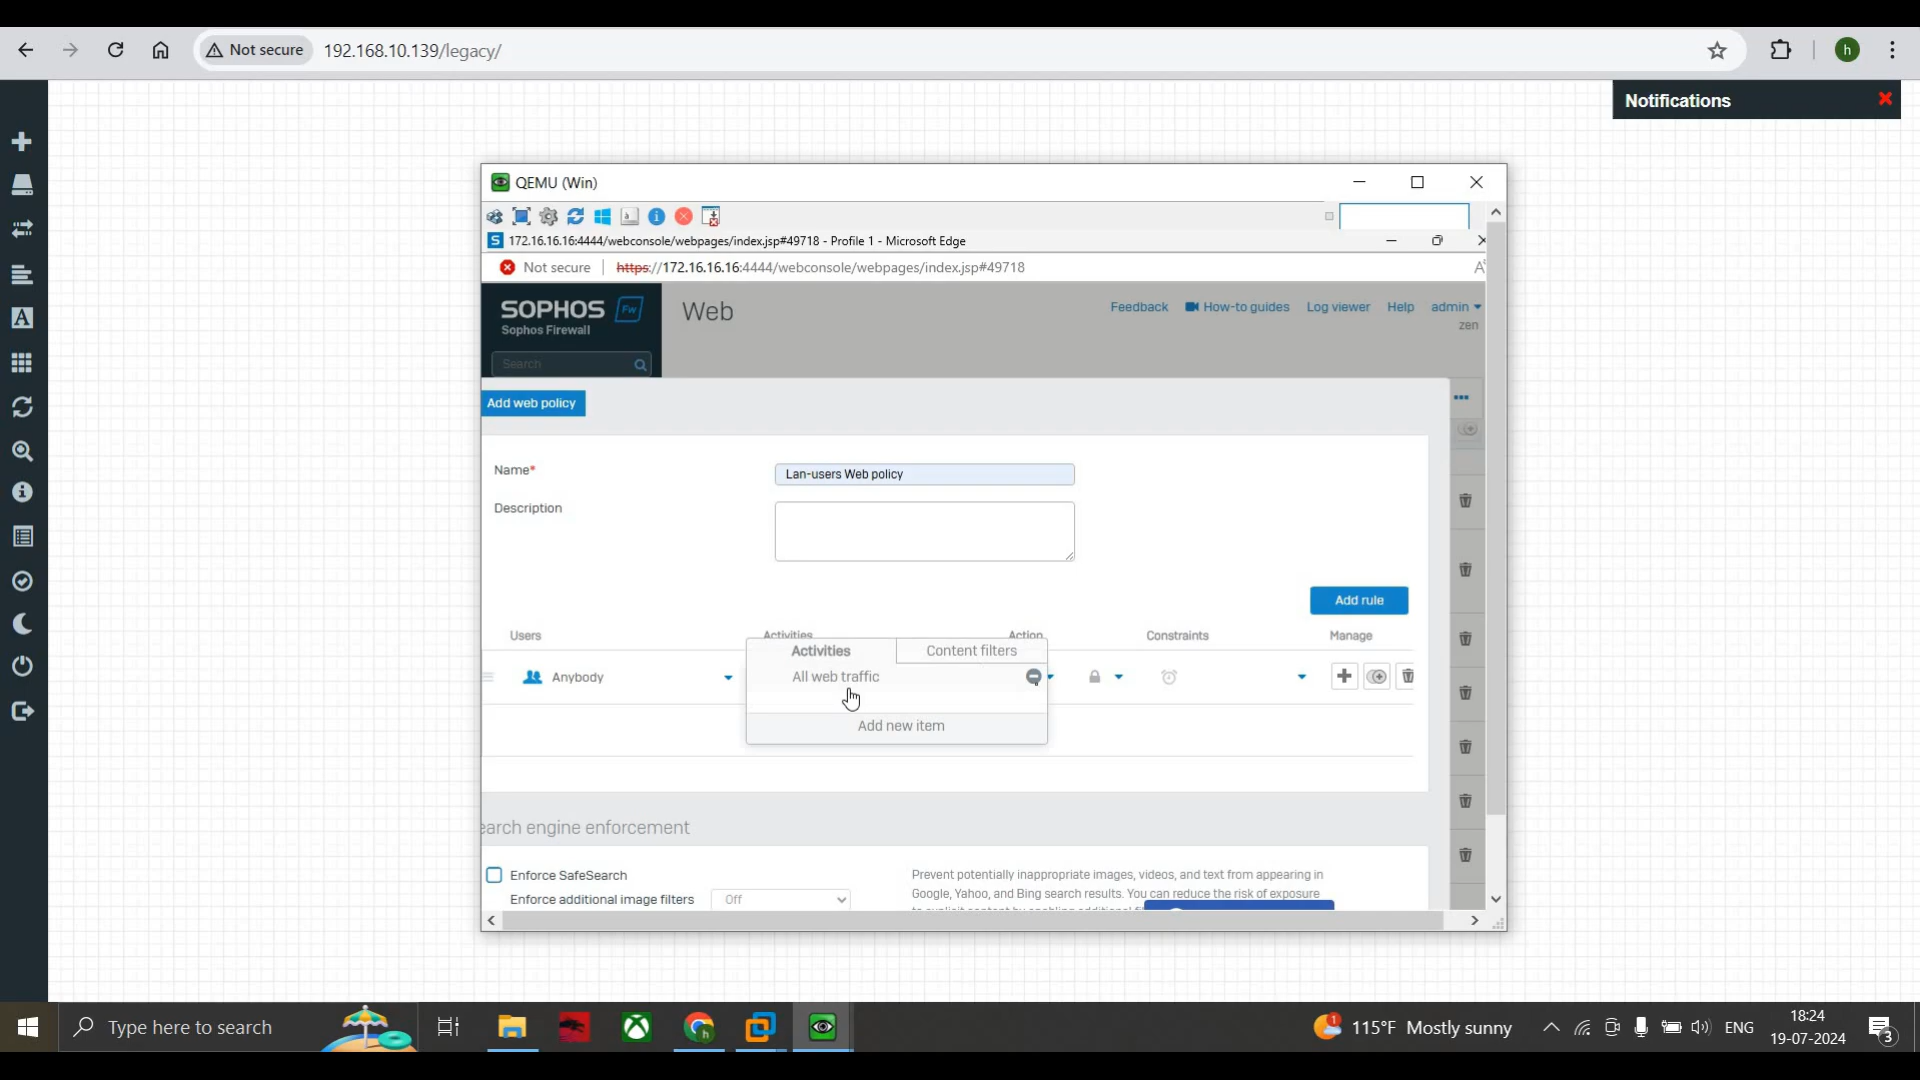 Not secure 192.168.10.139/legacy/
h
Notifications
QEMU (Win)
172.16.16.16:4444/webconsole/webpages/index.jsp#49718 - Profile 1 - Microsoft Edge
Not secure https://172.16.16.16:4444/webconsole/webpages/index.jsp#49718
SOPHOS Fw
Sophos Firewall
Search
Web
Feedback How-to guides Log viewer Help admin
zen
Add web policy
Name* Lan-users Web policy
Description
Add rule
Users Activities Action Constraints Manage
Activities Content filters
Anybody All web traffic
Add new item
earch engine enforcement
Enforce SafeSearch
Enforce additional image filters Off
Prevent potentially inappropriate images, videos, and text from appearing in
Google, Yahoo, and Bing search results. You can reduce the risk of exposure
Type here to search
115°F Mostly sunny
ENG
18:24
19-07-2024
3